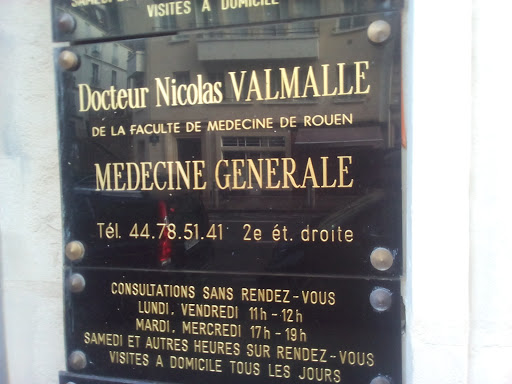 VISITES A DOMICILE
Docteur Nicolas VALMALLE
DE LA FACULTE DE MEDECINE DE ROUEN
MEDECINE GENERALE
Tél. 44.78.51.41 2e ét. droite
CONSULTATIONS SANS RENDEZ-VOUS
LUNDI, VENDREDI 11h-12h
MARDI, MERCREDI 17h-19h
SAMEDI ET AUTRES HEURES SUR RENDEZ-VOUS
VISITES A DOMICILE TOUS LES JOURS